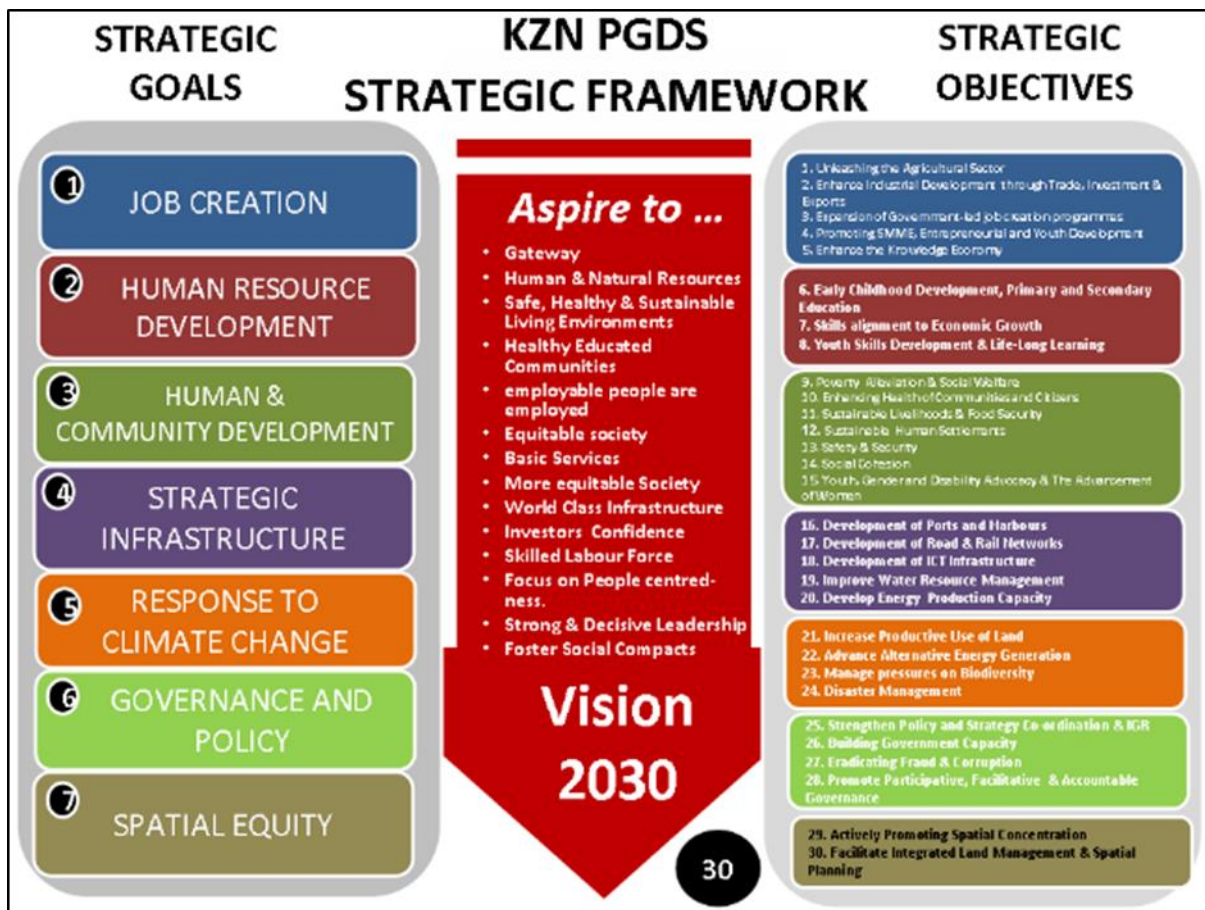 STRATEGIC
GOALS
KZN PGDS
STRATEGIC FRAMEWORK
STRATEGIC
OBJECTIVES
1
JOB CREATION
2
HUMAN RESOURCE
DEVELOPMENT
3
HUMAN &
COMMUNITY DEVELOPMENT
4
STRATEGIC
INFRASTRUCTURE
5
RESPONSE TO
CLIMATE CHANGE
6
GOVERNANCE AND
POLICY
7
SPATIAL EQUITY
Aspire to ...
• Gateway
• Human & Natural Resources
• Safe, Healthy & Sustainable
Living Environments
• Healthy Educated
Communities
• employable people are
employed
• Equitable society
• Basic Services
• More equitable Society
• World Class Infrastructure
• Investors Confidence
• Skilled Labour Force
• Focus on People centred-
ness.
• Strong & Decisive Leadership
• Foster Social Compacts
Vision
2030
30
1. Unleashing the Agricultural Sector
2. Enhance Industrial Development through Trade, Investment &
Exports
3. Expansion of Government-led job creation programmes
4. Promoting SMME, Entrepreneurial and Youth Development
5. Enhance the Knowledge Economy
6. Early Childhood Development, Primary and Secondary
Education
7. Skills alignment to Economic Growth
8. Youth Skills Development & Life-Long Learning
9. Poverty Alleviation & Social Welfare
10. Enhancing Health of Communities and Citizens
11. Sustainable Livelihoods & Food Security
12. Sustainable Human Settlements
13. Safety & Security
14. Social Cohesion
15. Youth, Gender and Disability Advocacy & The Advancement
of Women
16. Development of Ports and Harbours
17. Development of Road & Rail Networks
18. Development of ICT Infrastructure
19. Improve Water Resource Management
20. Develop Energy Production Capacity
21. Increase Productive Use of Land
22. Advance Alternative Energy Generation
23. Manage pressures on Biodiversity
24. Disaster Management
25. Strengthen Policy and Strategy Co-ordination & IGR
26. Building Government Capacity
27. Eradicating Fraud & Corruption
28. Promote Participative, Facilitative & Accountable
Governance
29. Actively Promoting Spatial Concentration
30. Facilitate Integrated Land Management & Spatial
Planning